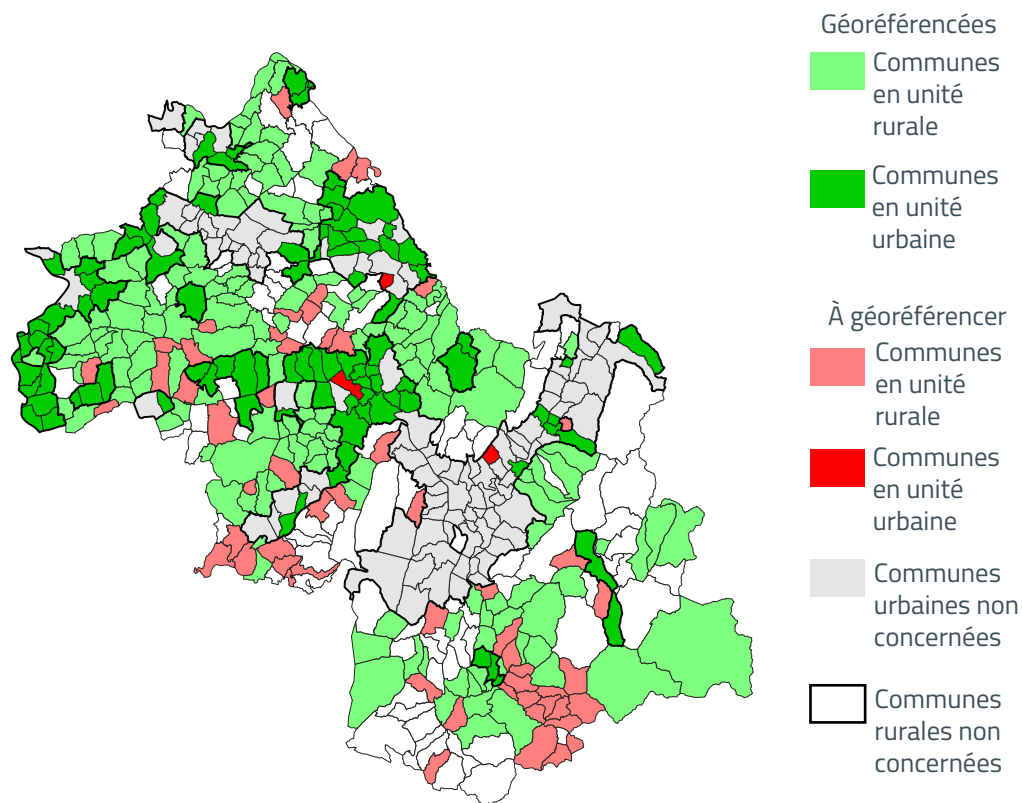 Géoréférencées
Communes
en unité
rurale
Communes
en unité
urbaine
À géoréférencer
Communes
en unité
rurale
Communes
en unité
urbaine
Communes
urbaines non
concernées
Communes
rurales non
concernées